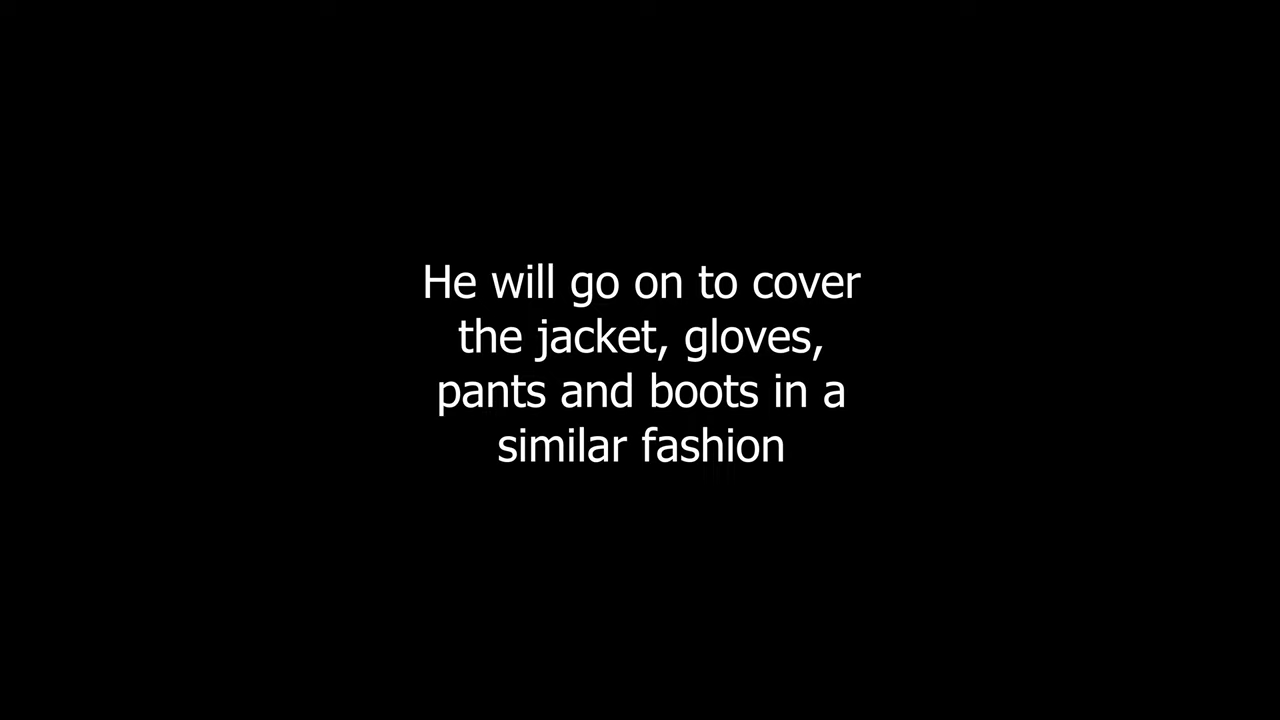 He will go on to cover
the jacket, gloves,
pants and boots in a
similar fashion